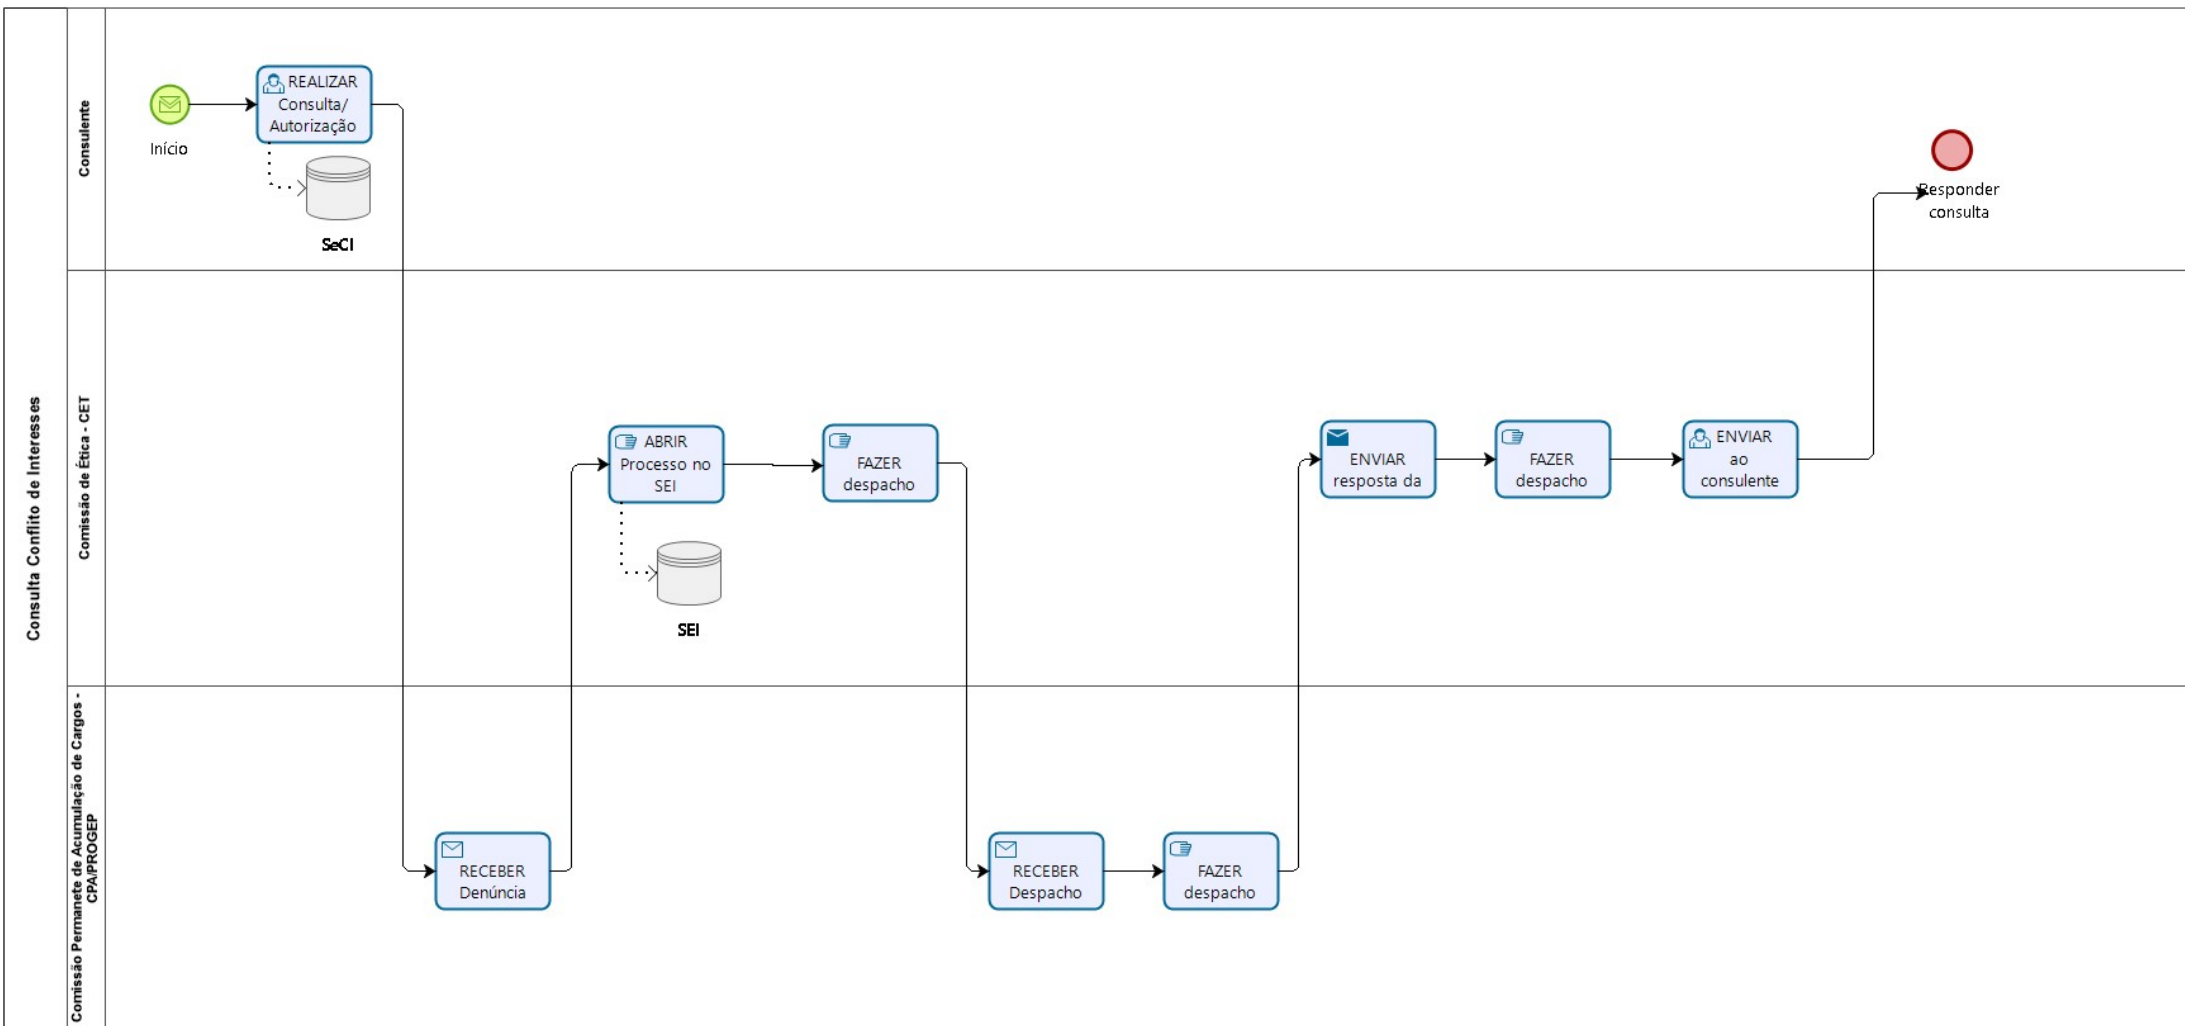 Consulta Conflito de Interesses
Consulente
Início
REALIZAR
Consulta/
Autorização
SeCI
Responder
consulta
Comissão de Ética - CET
ABRIR
Processo no
SEI
SEI
FAZER
despacho
ENVIAR
resposta da
FAZER
despacho
ENVIAR
ao
consulente
Comissão Permanete de Acumulação de Cargos -
CPA/PROGEP
RECEBER
Denúncia
RECEBER
Despacho
FAZER
despacho